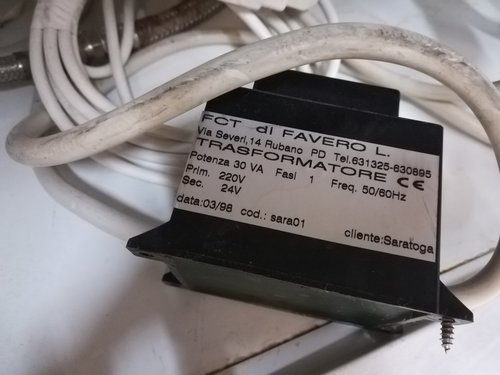 FCT di FAVERO L.
Via Severi,14 Rubano PD Tel.631325-630895
TRASFORMATORE CE
Potenza 30 VA Fasi 1 Freq. 50/60Hz
Prim. 220V
Sec. 24V
data:03/98 cod.: sara01 cliente:Saratoga